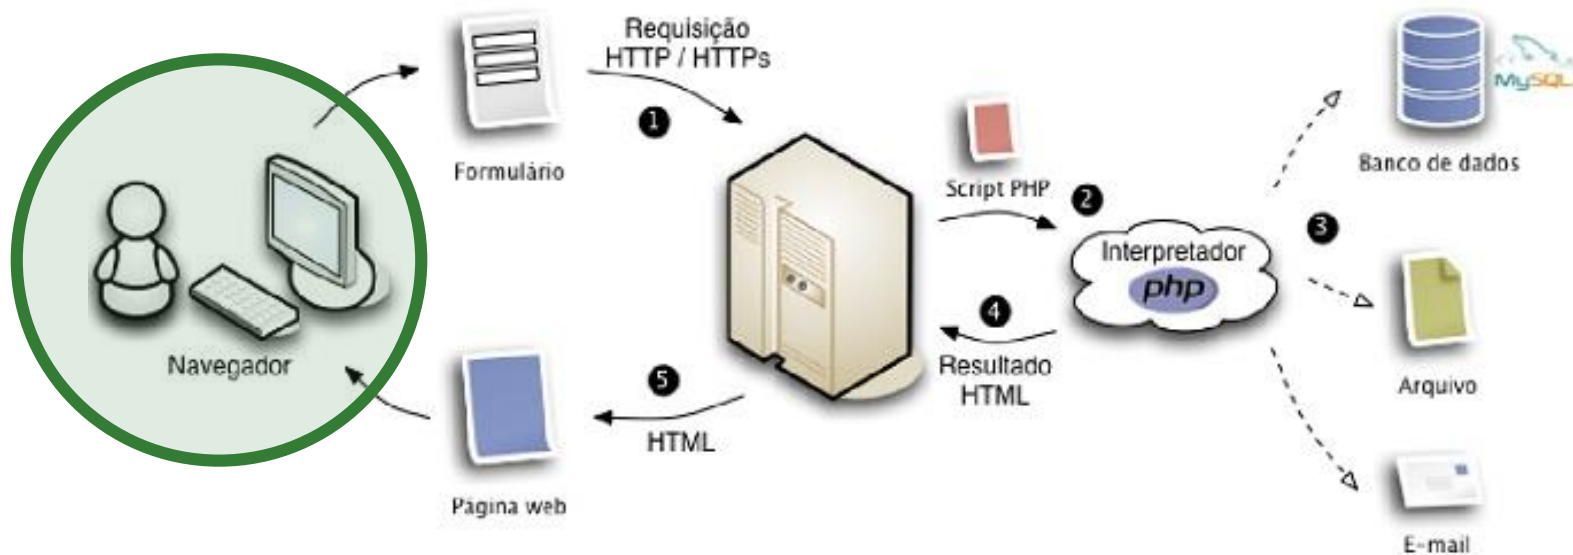 Requisição
HTTP / HTTPs
1
Formulário
Navegador
Script PHP
2
Interpretador
php
3
4
Resultado
HTML
5
HTML
Página web
MySQL
Banco de dados
Arquivo
E-mail